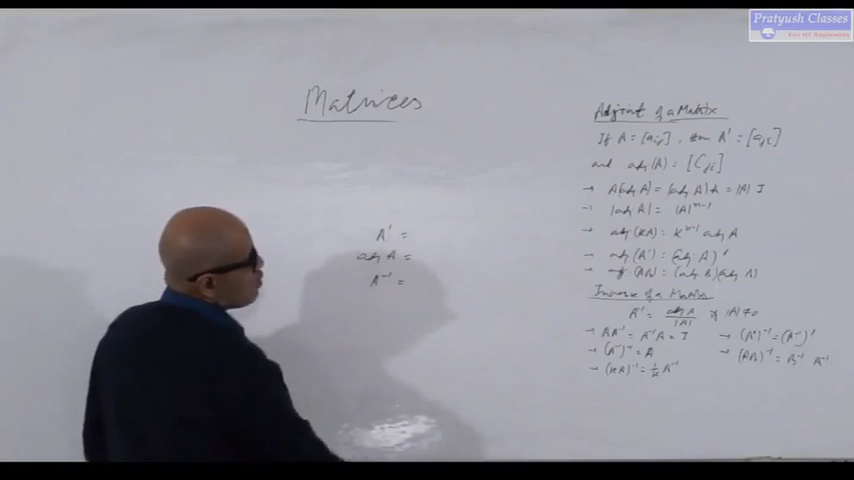 Pratyush Classes
Matrices
A' =
adj A =
A⁻¹ =
Adjoint of a Matrix
If A = [aᵢⱼ], then A' = [aⱼᵢ]
and adj(A) = [Cⱼᵢ]
→ A(adj A) = (adj A)A = |A| I
→ |adj A| = |A|ⁿ⁻¹
→ adj(KA) = Kⁿ⁻¹ adj A
→ adj(A') = (adj A)'
→ adj(AB) = (adj B)(adj A)
Inverse of a Matrix
A⁻¹ = adj A / |A| if |A| ≠ 0
→ AA⁻¹ = A⁻¹A = I → (A')⁻¹ = (A⁻¹)'
→ (A⁻¹)⁻¹ = A → (AB)⁻¹ = B⁻¹ A⁻¹
→ (KA)⁻¹ = 1/K A⁻¹